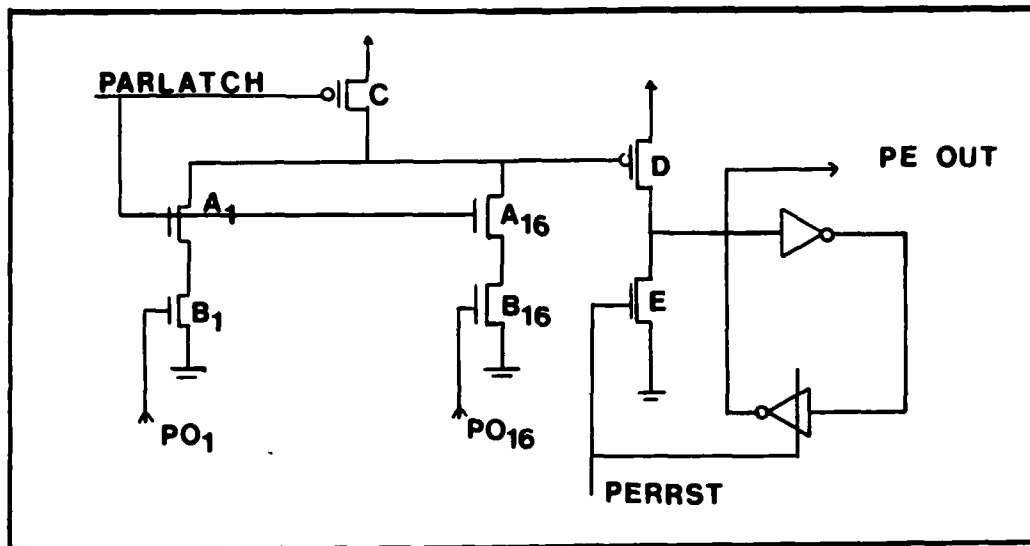 PARLATCH
C
D
PE OUT
A1
A16
B1
B16
E
PO1
PO16
PERRST